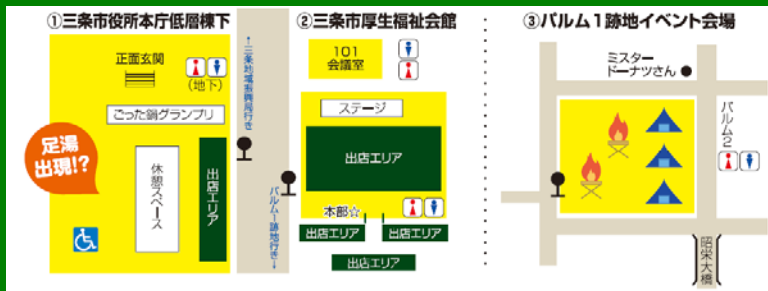 ①三条市役所本庁低層棟下
正面玄関
(地下)
ごった鍋グランプリ
足湯
出現!?
休憩スペース
出店エリア
↑三条地域振興局行き
パルム1跡地行き↓
②三条市厚生福祉会館
101
会議室
ステージ
出店エリア
本部☆
出店エリア
出店エリア
出店エリア
③パルム1跡地イベント会場
ミスター
ドーナツさん
パルム2
昭栄大橋